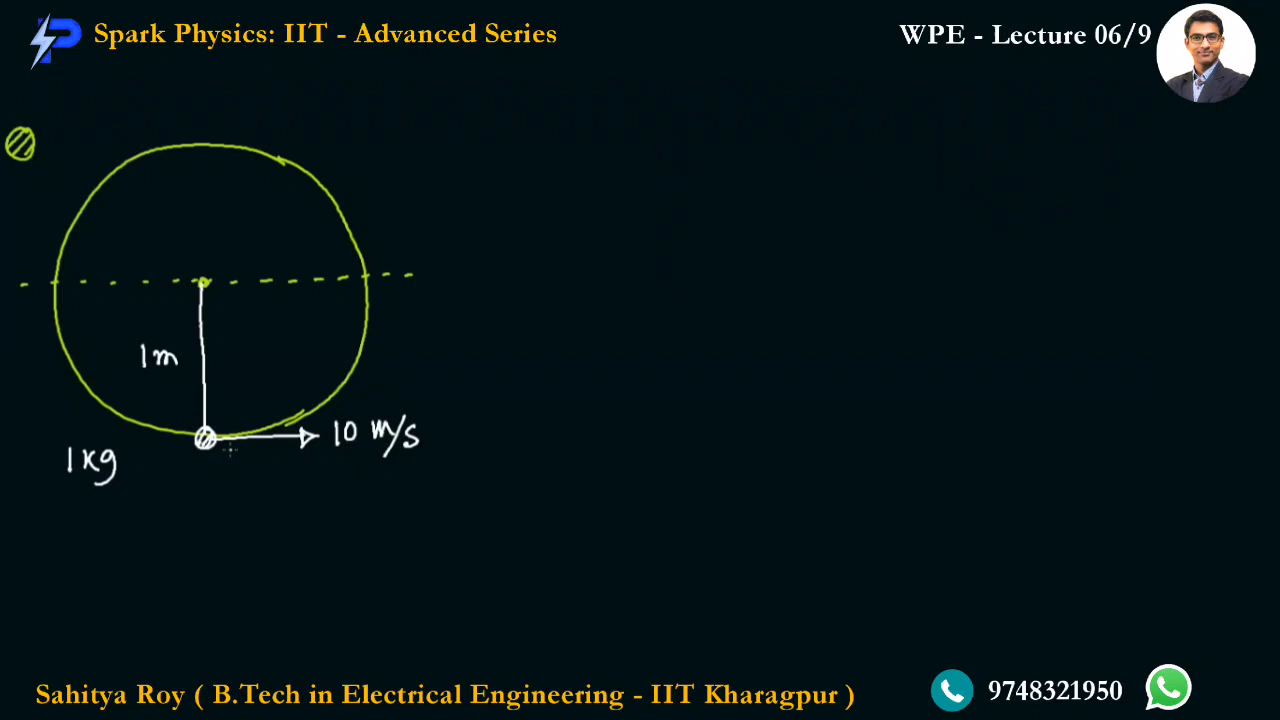 Spark Physics: IIT - Advanced Series
WPE - Lecture 06/9
1m
10 m/s
1kg
Sahitya Roy ( B.Tech in Electrical Engineering - IIT Kharagpur )
9748321950